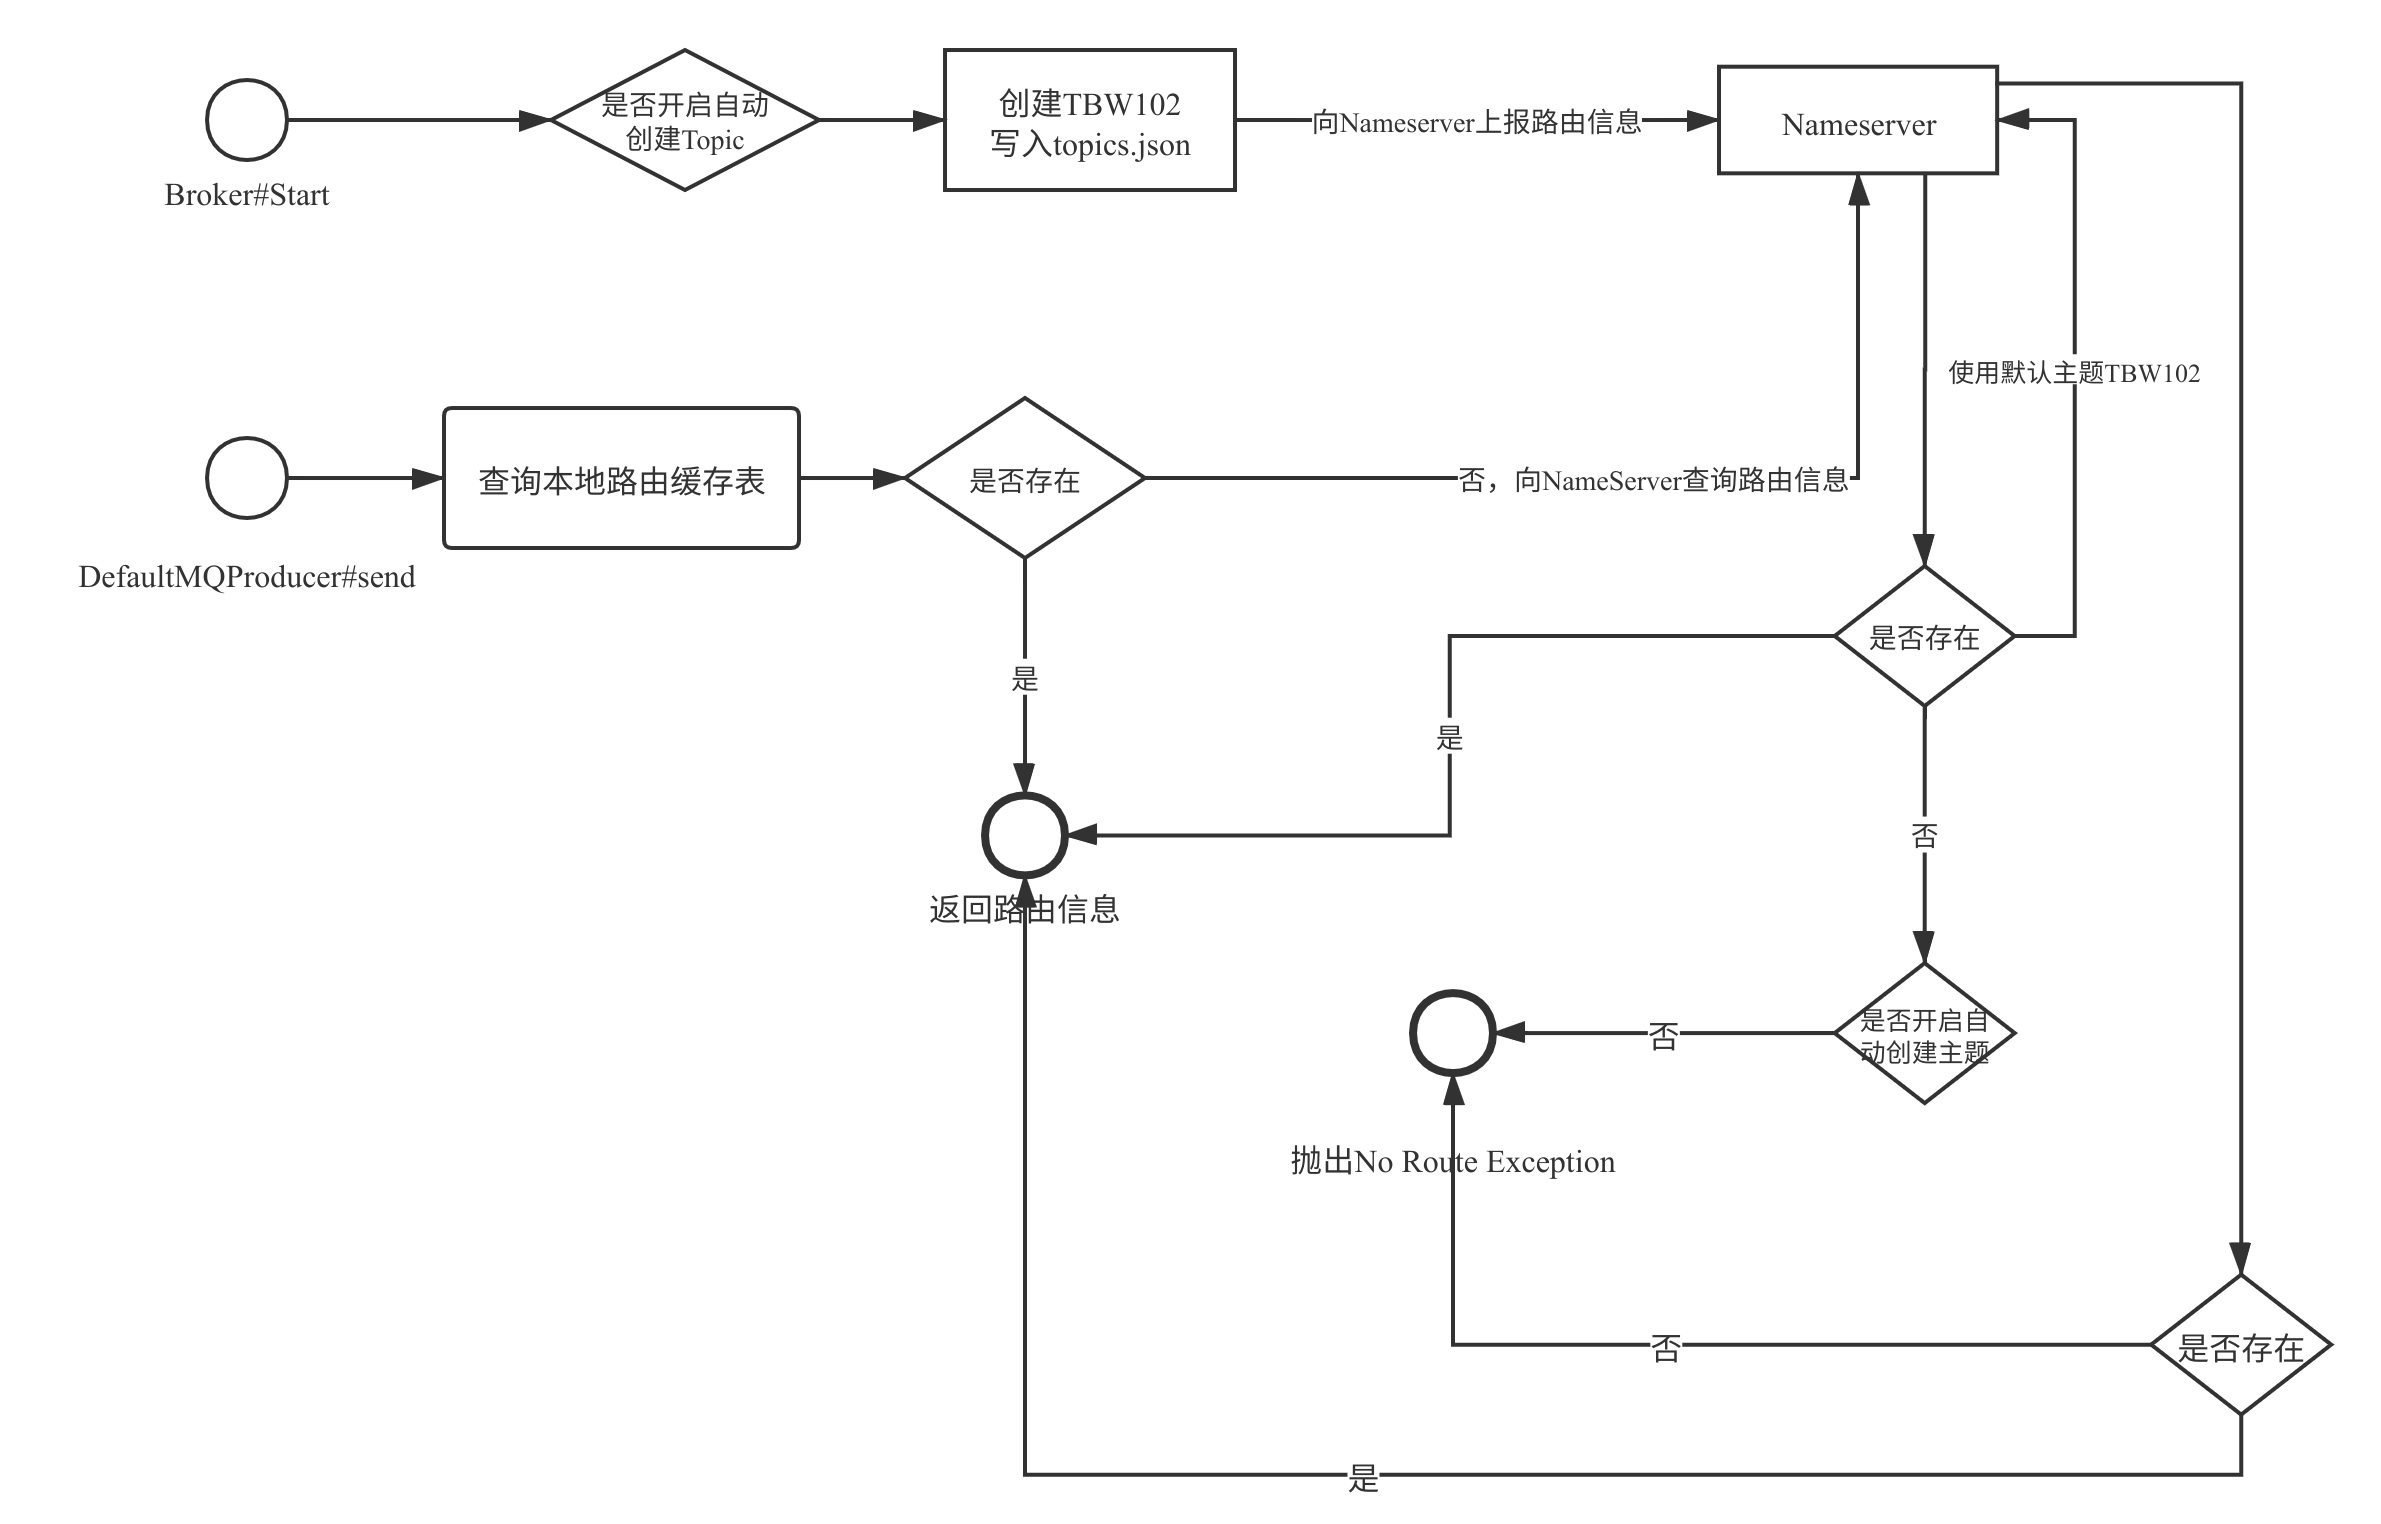 是否开启自动
创建Topic
创建TBW102
写入topics.json
向Nameserver上报路由信息
Nameserver
Broker#Start
使用默认主题TBW102
查询本地路由缓存表
是否存在
否，向NameServer查询路由信息
DefaultMQProducer#send
是否存在
是
是
否
返回路由信息
是否开启自
动创建主题
否
抛出No Route Exception
否
是否存在
是